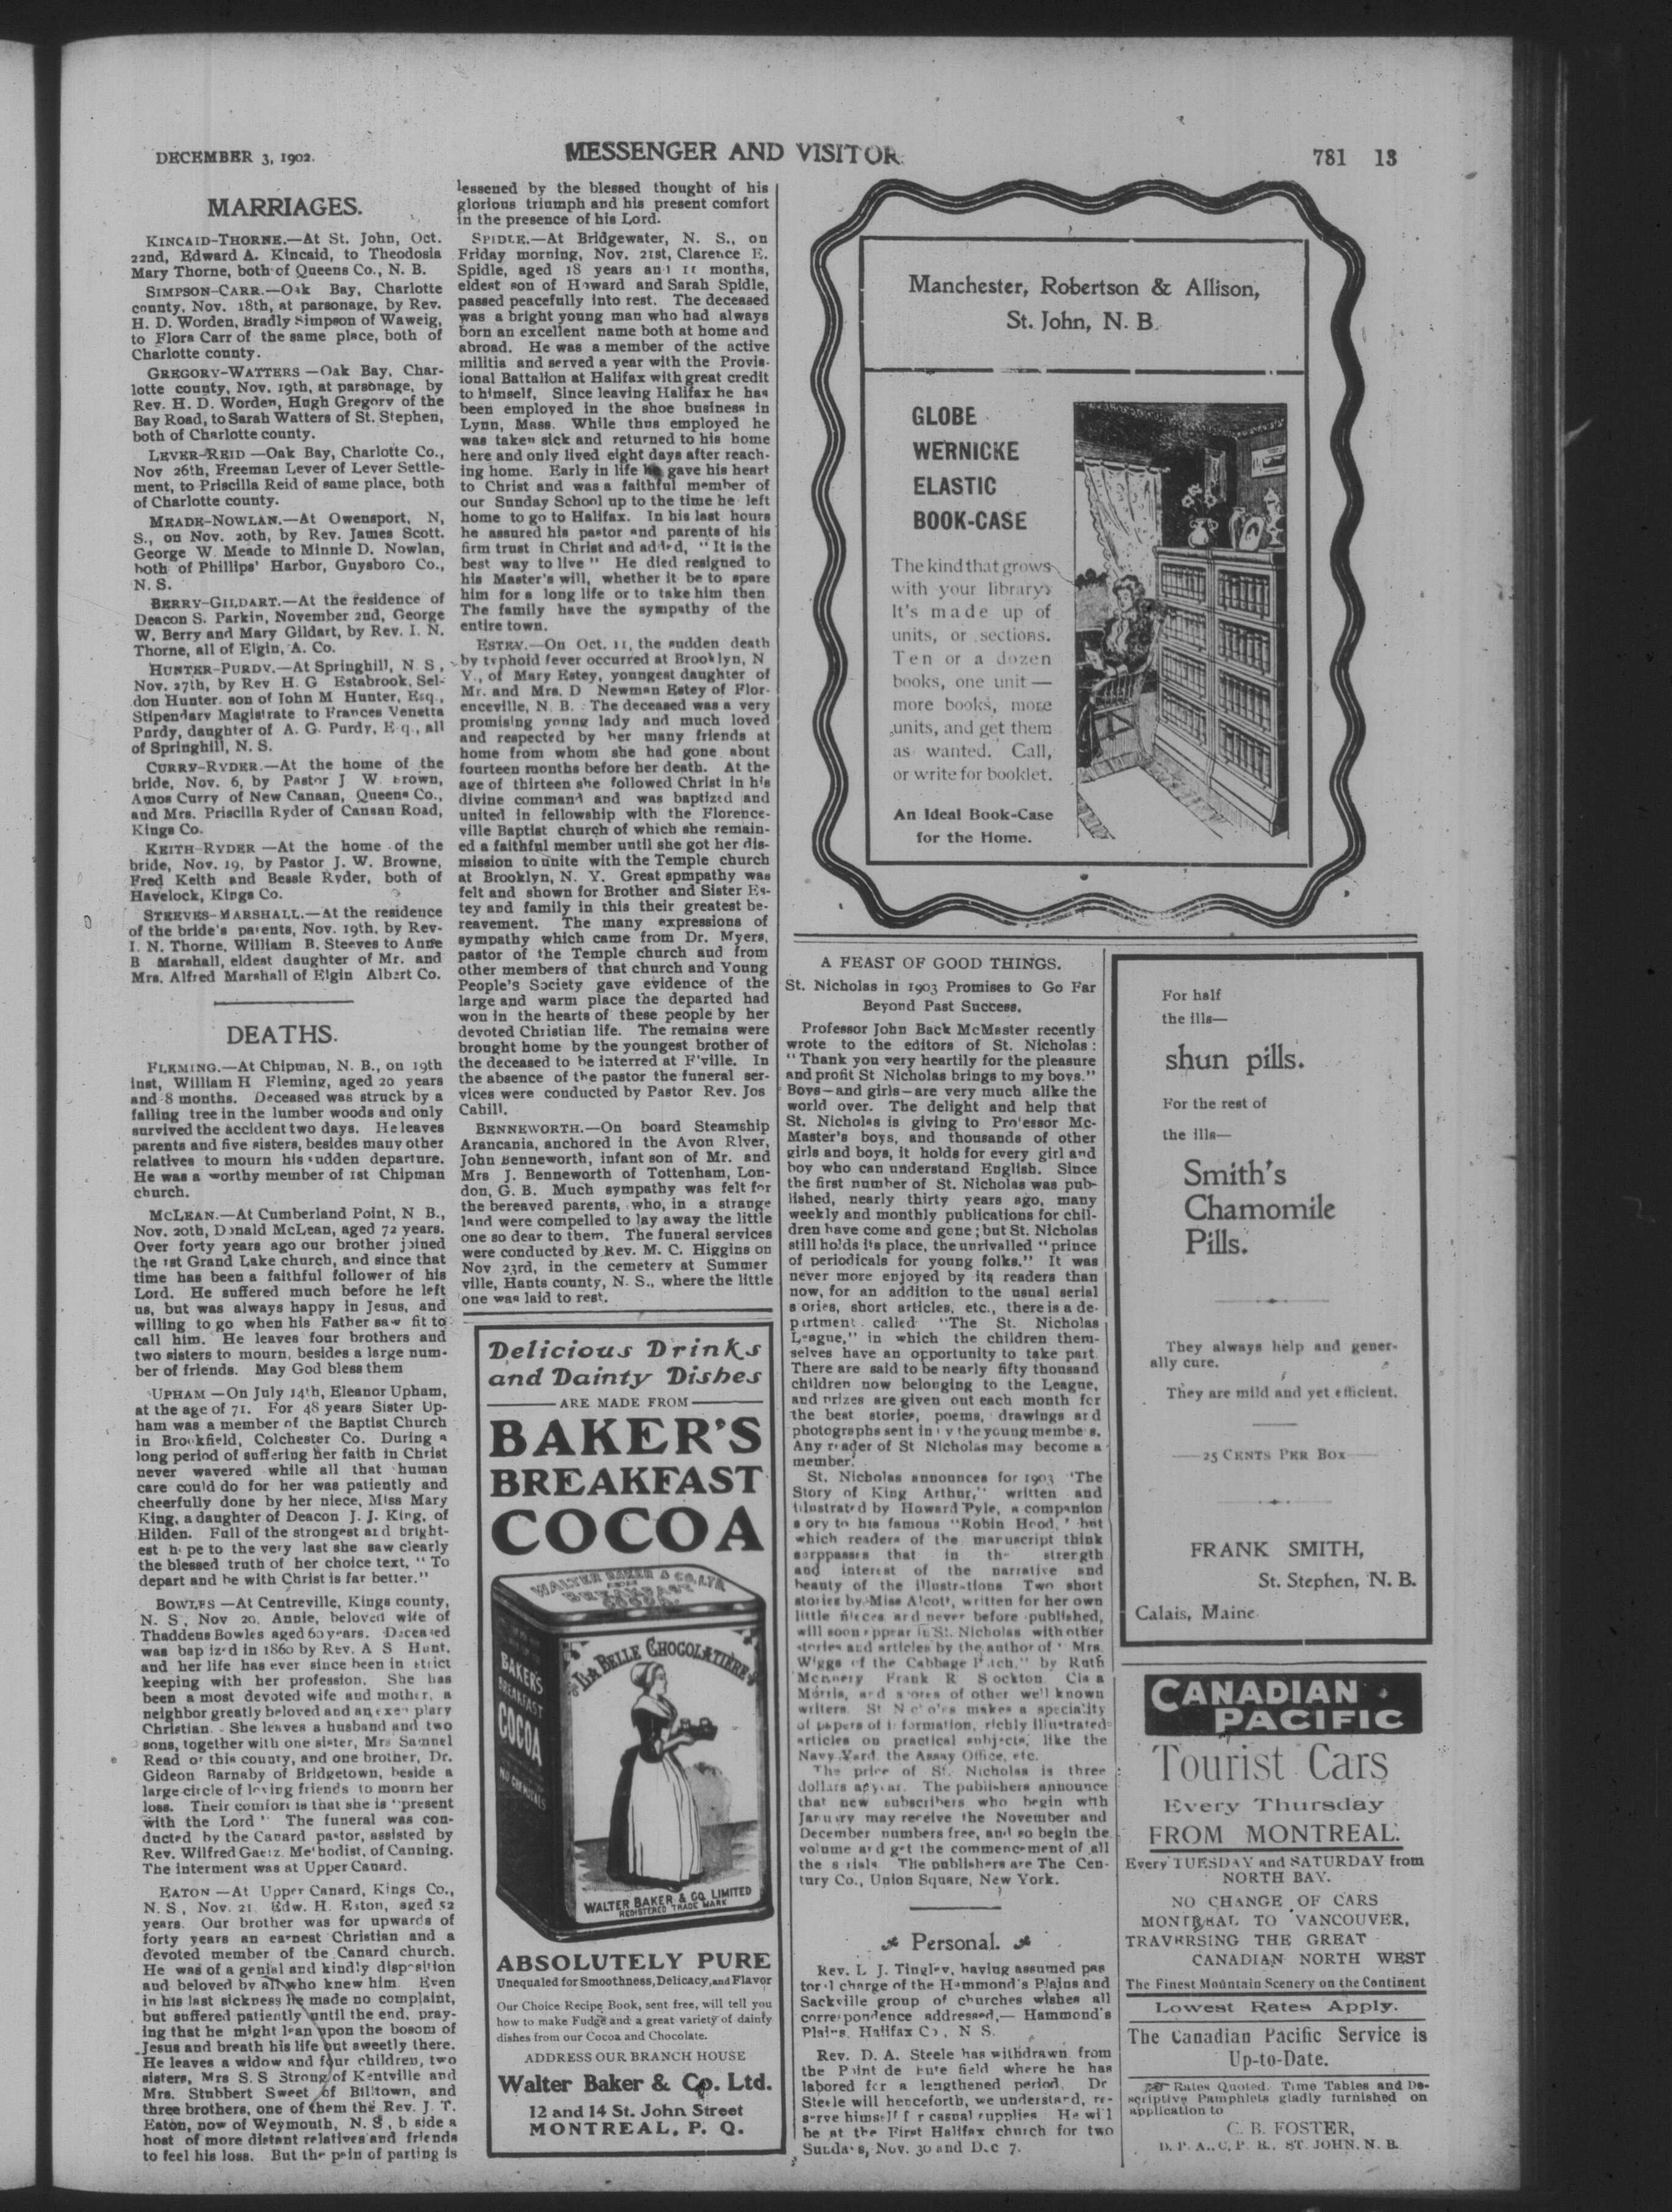 DECEMBER 3, 1902.
MESSENGER AND VISITOR
781 13
MARRIAGES.
KINCAID-THORNE.—At St. John, Oct.
22nd, Edward A. Kincaid, to Theodosia
Mary Thorne, both of Queens Co., N. B.
SIMPSON-CARR.—Oak Bay, Charlotte
county, Nov. 18th, at parsonage, by Rev.
H. D. Worden, Bradly Simpson of Waweig,
to Flora Carr of the same place, both of
Charlotte county.
GREGORY-WATTERS —Oak Bay, Char-
lotte county, Nov. 19th, at parsonage, by
Rev. H. D. Worden, Hugh Gregory of the
Bay Road, to Sarah Watters of St. Stephen,
both of Charlotte county.
LEVER-REID —Oak Bay, Charlotte Co.,
Nov 26th, Freeman Lever of Lever Settle-
ment, to Priscilla Reid of same place, both
of Charlotte county.
MEADE-NOWLAN.—At Owensport, N,
S., on Nov. 20th, by Rev. James Scott.
George W. Meade to Minnie D. Nowlan,
both of Phillips' Harbor, Guysboro Co.,
N. S.
BERRY-GILDART.—At the residence of
Deacon S. Parkin, November 2nd, George
W. Berry and Mary Gildart, by Rev. I. N.
Thorne, all of Elgin, A. Co.
HUNTER-PURDY.—At Springhill, N. S,
Nov. 27th, by Rev H. G Estabrook, Sel-
don Hunter. son of John M Hunter, Esq.,
Stipendary Magistrate to Frances Venetta
Purdy, daughter of A. G. Purdy, E q., all
of Springhill, N. S.
CURRY-RYDER.—At the home of the
bride, Nov. 6, by Pastor J W. Brown,
Amos Curry of New Canaan, Queens Co.,
and Mrs. Priscilla Ryder of Canaan Road,
Kings Co.
KEITH-RYDER —At the home of the
bride, Nov. 19, by Pastor J. W. Browne,
Fred Keith and Bessie Ryder, both of
Havelock, Kings Co.
STEEVES-MARSHALL.—At the residence
of the bride's parents, Nov. 19th, by Rev-
I. N. Thorne, William B. Steeves to Anne
B Marshall, eldest daughter of Mr. and
Mrs. Alfred Marshall of Elgin Albert Co.
DEATHS.
FLEMING.—At Chipman, N. B., on 19th
inst, William H Fleming, aged 20 years
and 8 months. Deceased was struck by a
falling tree in the lumber woods and only
survived the accident two days. He leaves
parents and five sisters, besides many other
relatives to mourn his sudden departure.
He was a worthy member of 1st Chipman
church.
MCLEAN.—At Cumberland Point, N B.,
Nov. 20th, Donald McLean, aged 72 years.
Over forty years ago our brother joined
the 1st Grand Lake church, and since that
time has been a faithful follower of his
Lord. He suffered much before he left
us, but was always happy in Jesus, and
willing to go when his Father saw fit to
call him. He leaves four brothers and
two sisters to mourn, besides a large num-
ber of friends. May God bless them
UPHAM —On July 14th, Eleanor Upham,
at the age of 71. For 48 years Sister Up-
ham was a member of the Baptist Church
in Brookfield, Colchester Co. During a
long period of suffering her faith in Christ
never wavered while all that human
care could do for her was patiently and
cheerfully done by her niece, Miss Mary
King, a daughter of Deacon J. J. King, of
Hilden. Full of the strongest and bright-
est hope to the very last she saw clearly
the blessed truth of her choice text, "To
depart and be with Christ is far better."
BOWLES —At Centreville, Kings county,
N. S, Nov 20. Annie, beloved wife of
Thaddeus Bowles aged 60 years. Deceased
was bap ized in 1860 by Rev. A S Hunt.
and her life has ever since been in strict
keeping with her profession. She has
been a most devoted wife and mother, a
neighbor greatly beloved and an exemplary
Christian. She leaves a husband and two
sons, together with one sister, Mrs Samuel
Read of this county, and one brother, Dr.
Gideon Barnaby of Bridgetown, beside a
large circle of loving friends to mourn her
loss. Their comfort is that she is "present
with the Lord" The funeral was con-
ducted by the Canard pastor, assisted by
Rev. Wilfred Gaetz. Methodist, of Canning.
The interment was at Upper Canard.
EATON —At Upper Canard, Kings Co.,
N. S, Nov. 21 Edw. H. Eaton, aged 52
years. Our brother was for upwards of
forty years an earnest Christian and a
devoted member of the Canard church.
He was of a genial and kindly disposition
and beloved by all who knew him. Even
in his last sickness he made no complaint,
but suffered patiently until the end, pray-
ing that he might lean upon the bosom of
Jesus and breath his life out sweetly there.
He leaves a widow and four children, two
sisters, Mrs S. S Strong of Kentville and
Mrs. Stubbert Sweet of Billtown, and
three brothers, one of them the Rev. J. T.
Eaton, now of Weymouth, N. S, b side a
host of more distant relatives and friends
to feel his loss. But the pain of parting is
lessened by the blessed thought of his
glorious triumph and his present comfort
in the presence of his Lord.
SPIDLE.—At Bridgewater, N. S., on
Friday morning, Nov. 21st, Clarence E.
Spidle, aged 18 years and 11 months,
eldest son of Howard and Sarah Spidle,
passed peacefully into rest. The deceased
was a bright young man who had always
born an excellent name both at home and
abroad. He was a member of the active
militia and served a year with the Provis-
ional Battalion at Halifax with great credit
to himself, Since leaving Halifax he has
been employed in the shoe business in
Lynn, Mass. While thus employed he
was taken sick and returned to his home
here and only lived eight days after reach-
ing home. Early in life he gave his heart
to Christ and was a faithful member of
our Sunday School up to the time he left
home to go to Halifax. In his last hours
he assured his pastor and parents of his
firm trust in Christ and added, "It is the
best way to live" He died resigned to
his Master's will, whether it be to spare
him for a long life or to take him then
The family have the sympathy of the
entire town.
ESTEY.—On Oct. 11, the sudden death
by typhoid fever occurred at Brooklyn, N
Y., of Mary Estey, youngest daughter of
Mr. and Mrs. D Newman Estey of Flor-
enceville, N. B. The deceased was a very
promising young lady and much loved
and respected by her many friends at
home from whom she had gone about
fourteen months before her death. At the
age of thirteen she followed Christ in his
divine command and was baptized and
united in fellowship with the Florence-
ville Baptist church of which she remain-
ed a faithful member until she got her dis-
mission to unite with the Temple church
at Brooklyn, N. Y. Great spmpathy was
felt and shown for Brother and Sister Es-
tey and family in this their greatest be-
reavement. The many expressions of
sympathy which came from Dr. Myers,
pastor of the Temple church aud from
other members of that church and Young
People's Society gave evidence of the
large and warm place the departed had
won in the hearts of these people by her
devoted Christian life. The remains were
brought home by the youngest brother of
the deceased to be interred at F'ville. In
the absence of the pastor the funeral ser-
vices were conducted by Pastor Rev. Jos
Cahill.
BENNEWORTH.—On board Steamship
Arancania, anchored in the Avon River,
John Benneworth, infant son of Mr. and
Mrs J. Benneworth of Tottenham, Lon-
don, G. B. Much sympathy was felt for
the bereaved parents, who, in a strange
land were compelled to lay away the little
one so dear to them. The funeral services
were conducted by Rev. M. C. Higgins on
Nov 23rd, in the cemetery at Summer
ville, Hants county, N. S., where the little
one was laid to rest.
Delicious Drinks
and Dainty Dishes
ARE MADE FROM
BAKER'S
BREAKFAST
COCOA
WALTER BAKER & CO. LTD.
BREAKFAST
COCOA
LA BELLE CHOCOLATIERE
BAKER'S
BREAKFAST
COCOA
NO CHEMICALS
WALTER BAKER & CO. LIMITED
REGISTERED TRADE MARK
ABSOLUTELY PURE
Unequaled for Smoothness, Delicacy, and Flavor
Our Choice Recipe Book, sent free, will tell you
how to make Fudge and a great variety of dainty
dishes from our Cocoa and Chocolate.
ADDRESS OUR BRANCH HOUSE
Walter Baker & Co. Ltd.
12 and 14 St. John Street
MONTREAL, P. Q.
Manchester, Robertson & Allison,
St. John, N. B.
GLOBE
WERNICKE
ELASTIC
BOOK-CASE
The kind that grows
with your library
It's made up of
units, or sections.
Ten or a dozen
books, one unit —
more books, more
units, and get them
as wanted. Call,
or write for booklet.
An Ideal Book-Case
for the Home.
A FEAST OF GOOD THINGS.
St. Nicholas in 1903 Promises to Go Far
Beyond Past Success.
Professor John Back McMaster recently
wrote to the editors of St. Nicholas:
"Thank you very heartily for the pleasure
and profit St Nicholas brings to my boys."
Boys—and girls—are very much alike the
world over. The delight and help that
St. Nicholas is giving to Professor Mc-
Master's boys, and thousands of other
girls and boys, it holds for every girl and
boy who can understand English. Since
the first number of St. Nicholas was pub-
lished, nearly thirty years ago, many
weekly and monthly publications for chil-
dren have come and gone; but St. Nicholas
still holds its place, the unrivalled "prince
of periodicals for young folks." It was
never more enjoyed by its readers than
now, for an addition to the usual serial
s ories, short articles, etc., there is a de-
partment called "The St. Nicholas
League," in which the children them-
selves have an opportunity to take part.
There are said to be nearly fifty thousand
children now belonging to the League,
and prizes are given out each month for
the best stories, poems, drawings and
photographs sent in by the young members.
Any reader of St Nicholas may become a
member.
St. Nicholas announces for 1903 'The
Story of King Arthur," written and
illustrated by Howard Pyle, a companion
s ory to his famous "Robin Hood,' but
which readers of the manuscript think
surppasses that in the strength
and interest of the narrative and
beauty of the illustrations Two short
stories by Miss Alcott, written for her own
little nieces and never before published,
will soon appear in St. Nicholas with other
stories and articles by the author of ' Mrs.
Wiggs of the Cabbage Patch," by Ruth
McEnery Frank R Stockton Clara
Morris, and scores of other well known
writers. St Nicholas makes a speciality
of papers of information, richly illustrated
articles on practical subjects, like the
Navy Yard, the Assay Office, etc.
The price of St. Nicholas is three
dollars a year. The publishers announce
that new subscribers who begin with
January may receive the November and
December numbers free, and so begin the
volume and get the commencement of all
the serials. The publishers are The Cen-
tury Co., Union Square, New York.
Personal.
Rev. L J. Tingley, having assumed pas
toral charge of the Hammond's Plains and
Sackville group of churches wishes all
correspondence addressed,— Hammond's
Plains, Halifax Co, N S.
Rev. D. A. Steele has withdrawn from
the Point de Bute field where he has
labored for a lengthened period. Dr
Steele will henceforth, we understand, re-
serve himself for casual supplies He will
be at the First Halifax church for two
Sundays, Nov. 30 and Dec 7.
For half
the ills—
shun pills.
For the rest of
the ills—
Smith's
Chamomile
Pills.
They always help and gener-
ally cure.
They are mild and yet efficient.
25 CENTS PER BOX
FRANK SMITH,
St. Stephen, N. B.
Calais, Maine
CANADIAN
PACIFIC
Tourist Cars
Every Thursday
FROM MONTREAL.
Every TUESDAY and SATURDAY from
NORTH BAY.
NO CHANGE OF CARS
MONTREAL TO VANCOUVER,
TRAVERSING THE GREAT
CANADIAN NORTH WEST
The Finest Mountain Scenery on the Continent
Lowest Rates Apply.
The Canadian Pacific Service is
Up-to-Date.
Rates Quoted. Time Tables and De-
scriptive Pamphlets gladly furnished on
application to
C. B. FOSTER,
D. P. A., C. P. R., ST. JOHN, N. B.